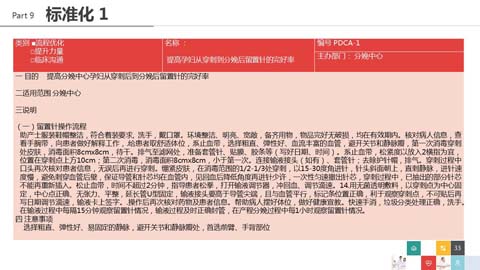 Part 9 标准化 1
类别 ■流程优化
□提升力量
□临床沟通
名称：
提高孕妇从穿刺到分娩后留置针的完好率
编号 PDCA-1
主办部门： 分娩中心
一 目的 提高分娩中心孕妇从穿刺后到分娩后留置针的完好率
二适用范围 分娩中心
三说明
（一）留置针操作流程
助产士服装鞋帽整洁，符合着装要求, 洗手，戴口罩。环境整洁、明亮、宽敞，备齐用物，物品完好无破损，均在有效期内。核对病人信息，查
看手腕带，向患者做好解释工作，给患者取舒适体位，系止血带，选择粗直、弹性好、血流丰富的血管，避开关节和静脉瓣，第一次消毒穿刺
处皮肤，消毒面积8cmx8cm，待干。排气至滤网处，准备套管针、贴膜、胶条等（写好日期、时间）。系止血带，松紧度以放入2横指为宜，
位置在穿刺点上方10cm；第二次消毒，消毒面积8cmx8cm，小于第一次。连接输液接头（如有）、套管针；去除护针帽，排气。穿刺过程中
口头再次核对患者信息，无误后再进行穿刺。绷紧皮肤，在消毒范围的1/2-1/3处穿刺，以15-30度角进针，针头斜面朝上，直刺静脉，进针速
度慢，避免刺穿血管后壁，保证导管和针芯均在血管内，见回血后降低角度再进针少许，一次性匀速撤出针芯，穿刺过程中，已抽出的部分针芯
不能再重新插入。松止血带，时间不超过2分钟，指导患者松拳，打开输液调节器，冲回血，调节滴速。14.用无菌透明敷料，以穿刺点为中心固
定，中心点正确、无张力、平整，延长管U型固定，输液接头要高于导管尖端，且与血管平行，标记条位置正确，利于观察穿刺点，不可贴后再
写日期调节滴速，输液卡上签字。.操作后再次核对药物及患者信息。帮助病人摆好体位，做好健康宣教。快速手消，垃圾分类处理正确，洗手。
在输液过程中每隔15分钟观察留置针情况，输液过程及时正确封管，在产程分娩过程中每1小时观察留置针情况。
四 注意事项
选择粗直、弹性好、易固定的静脉，避开关节和静脉瓣处，首选前臂、手背部位
33